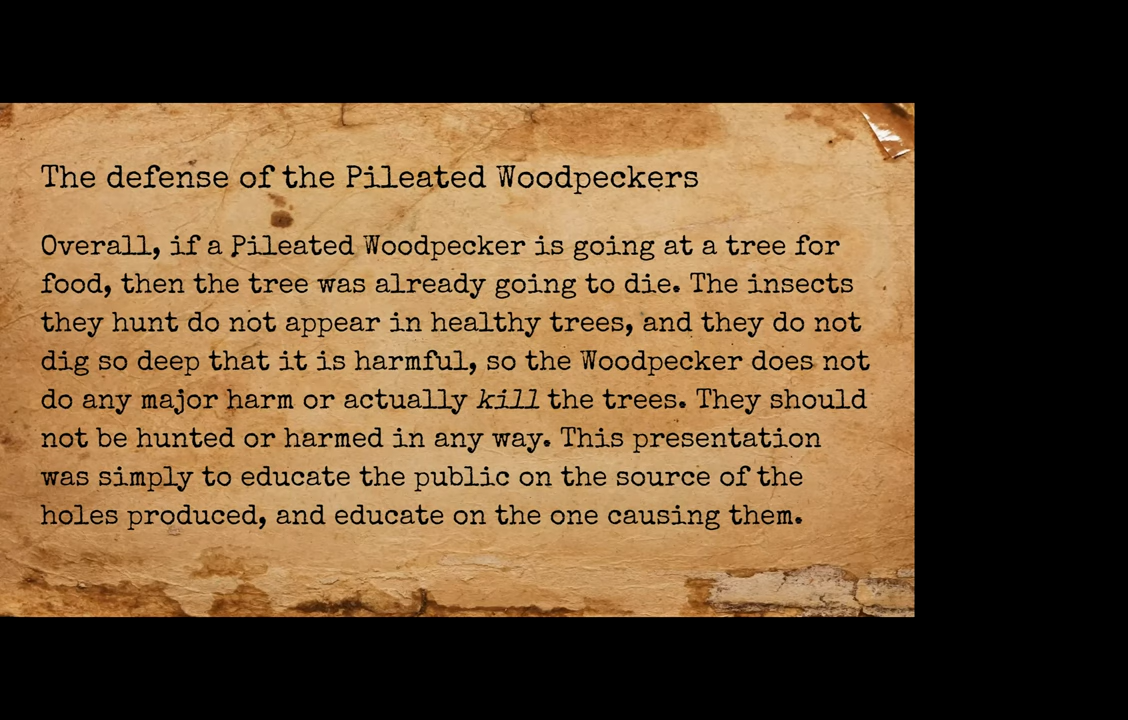 The defense of the Pileated Woodpeckers
Overall, if a Pileated Woodpecker is going at a tree for
food, then the tree was already going to die. The insects
they hunt do not appear in healthy trees, and they do not
dig so deep that it is harmful, so the Woodpecker does not
do any major harm or actually kill the trees. They should
not be hunted or harmed in any way. This presentation
was simply to educate the public on the source of the
holes produced, and educate on the one causing them.